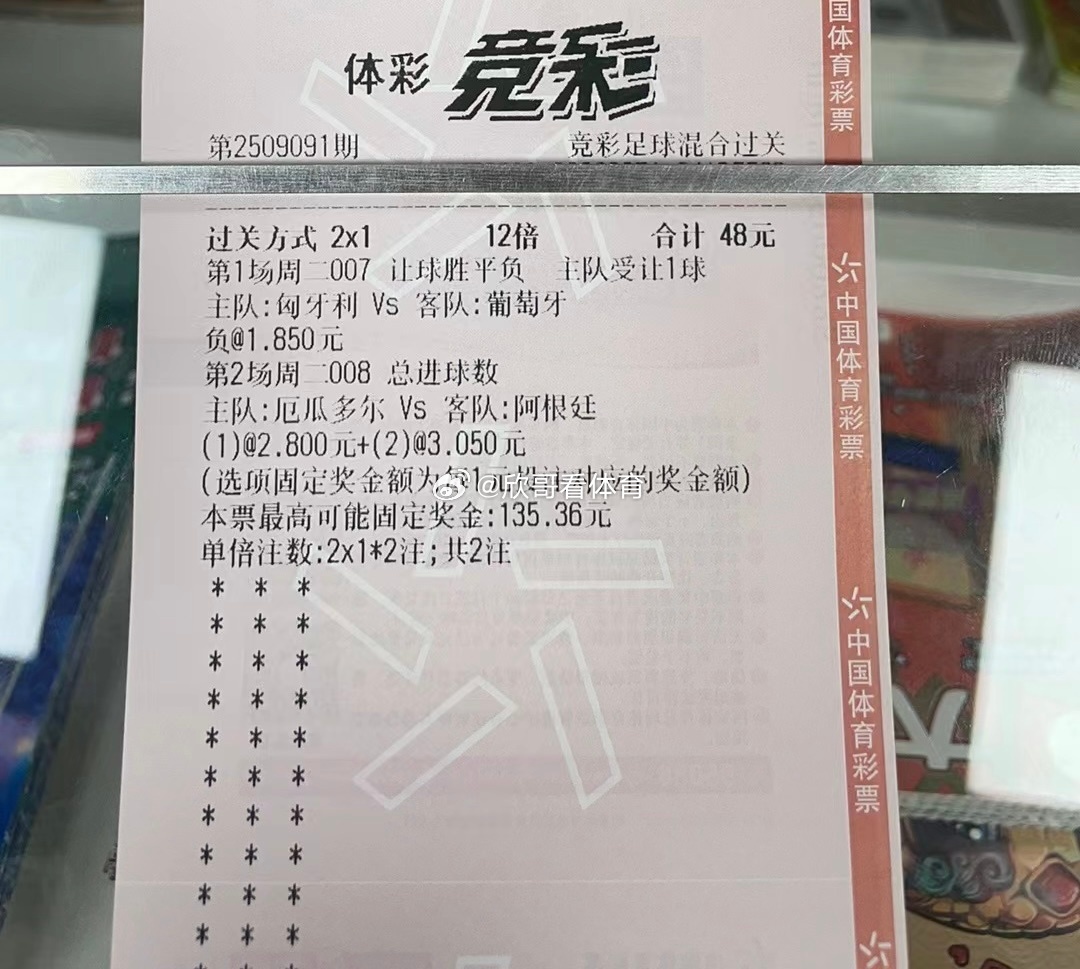 体彩 竞彩
第2509091期 竞彩足球混合过关
过关方式 2x1 12倍 合计 48元
第1场周二007 让球胜平负 主队受让1球
主队:匈牙利 Vs 客队:葡萄牙
负@1.850元
第2场周二008 总进球数
主队:厄瓜多尔 Vs 客队:阿根廷
(1)@2.800元+(2)@3.050元
(选项固定奖金额为每1元投注对应的奖金额)
@欣哥看体育
本票最高可能固定奖金:135.36元
单倍注数:2x1*2注;共2注
* * *
* * *
* * *
* * *
* * *
* * *
* * *
* * *
* * *
* * *
国体育彩票
中国体育彩票
中国体育彩票